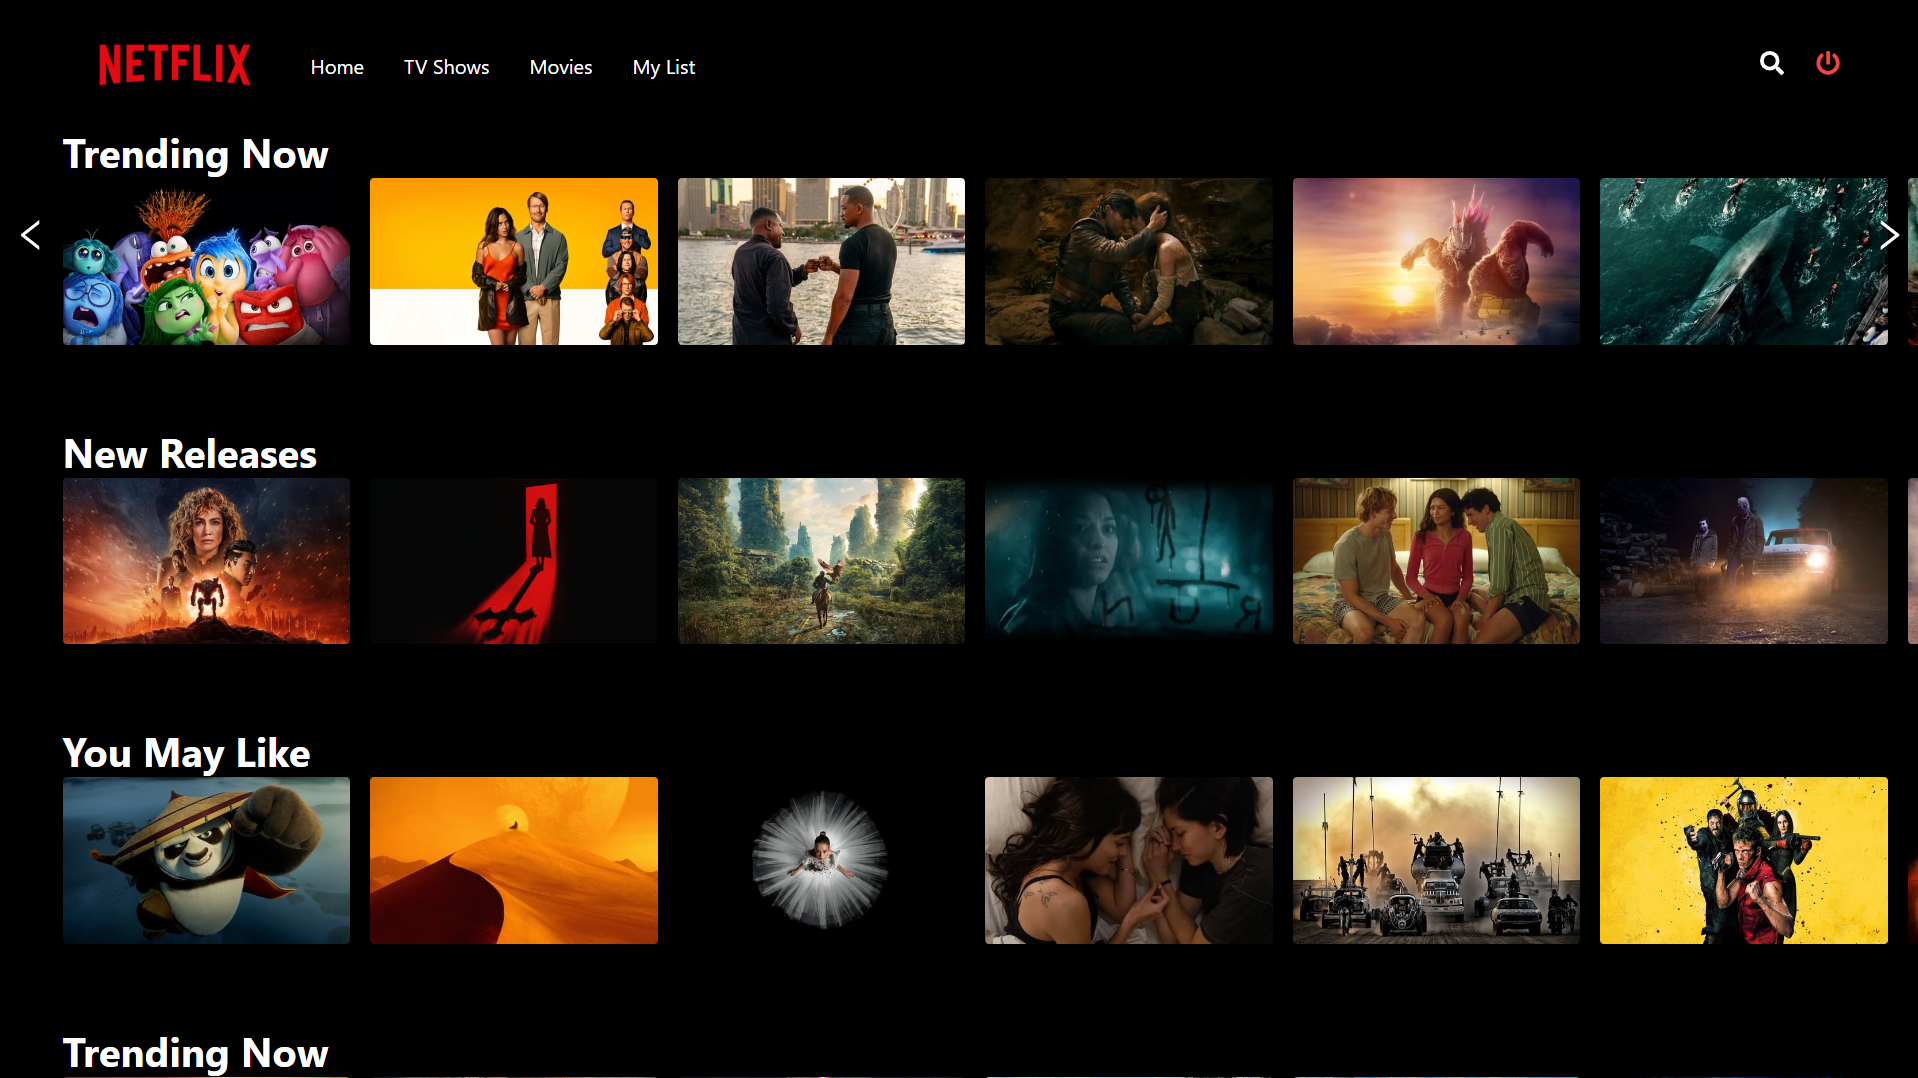 NETFLIX
Home
TV Shows
Movies
My List
Trending Now
New Releases
You May Like
Trending Now